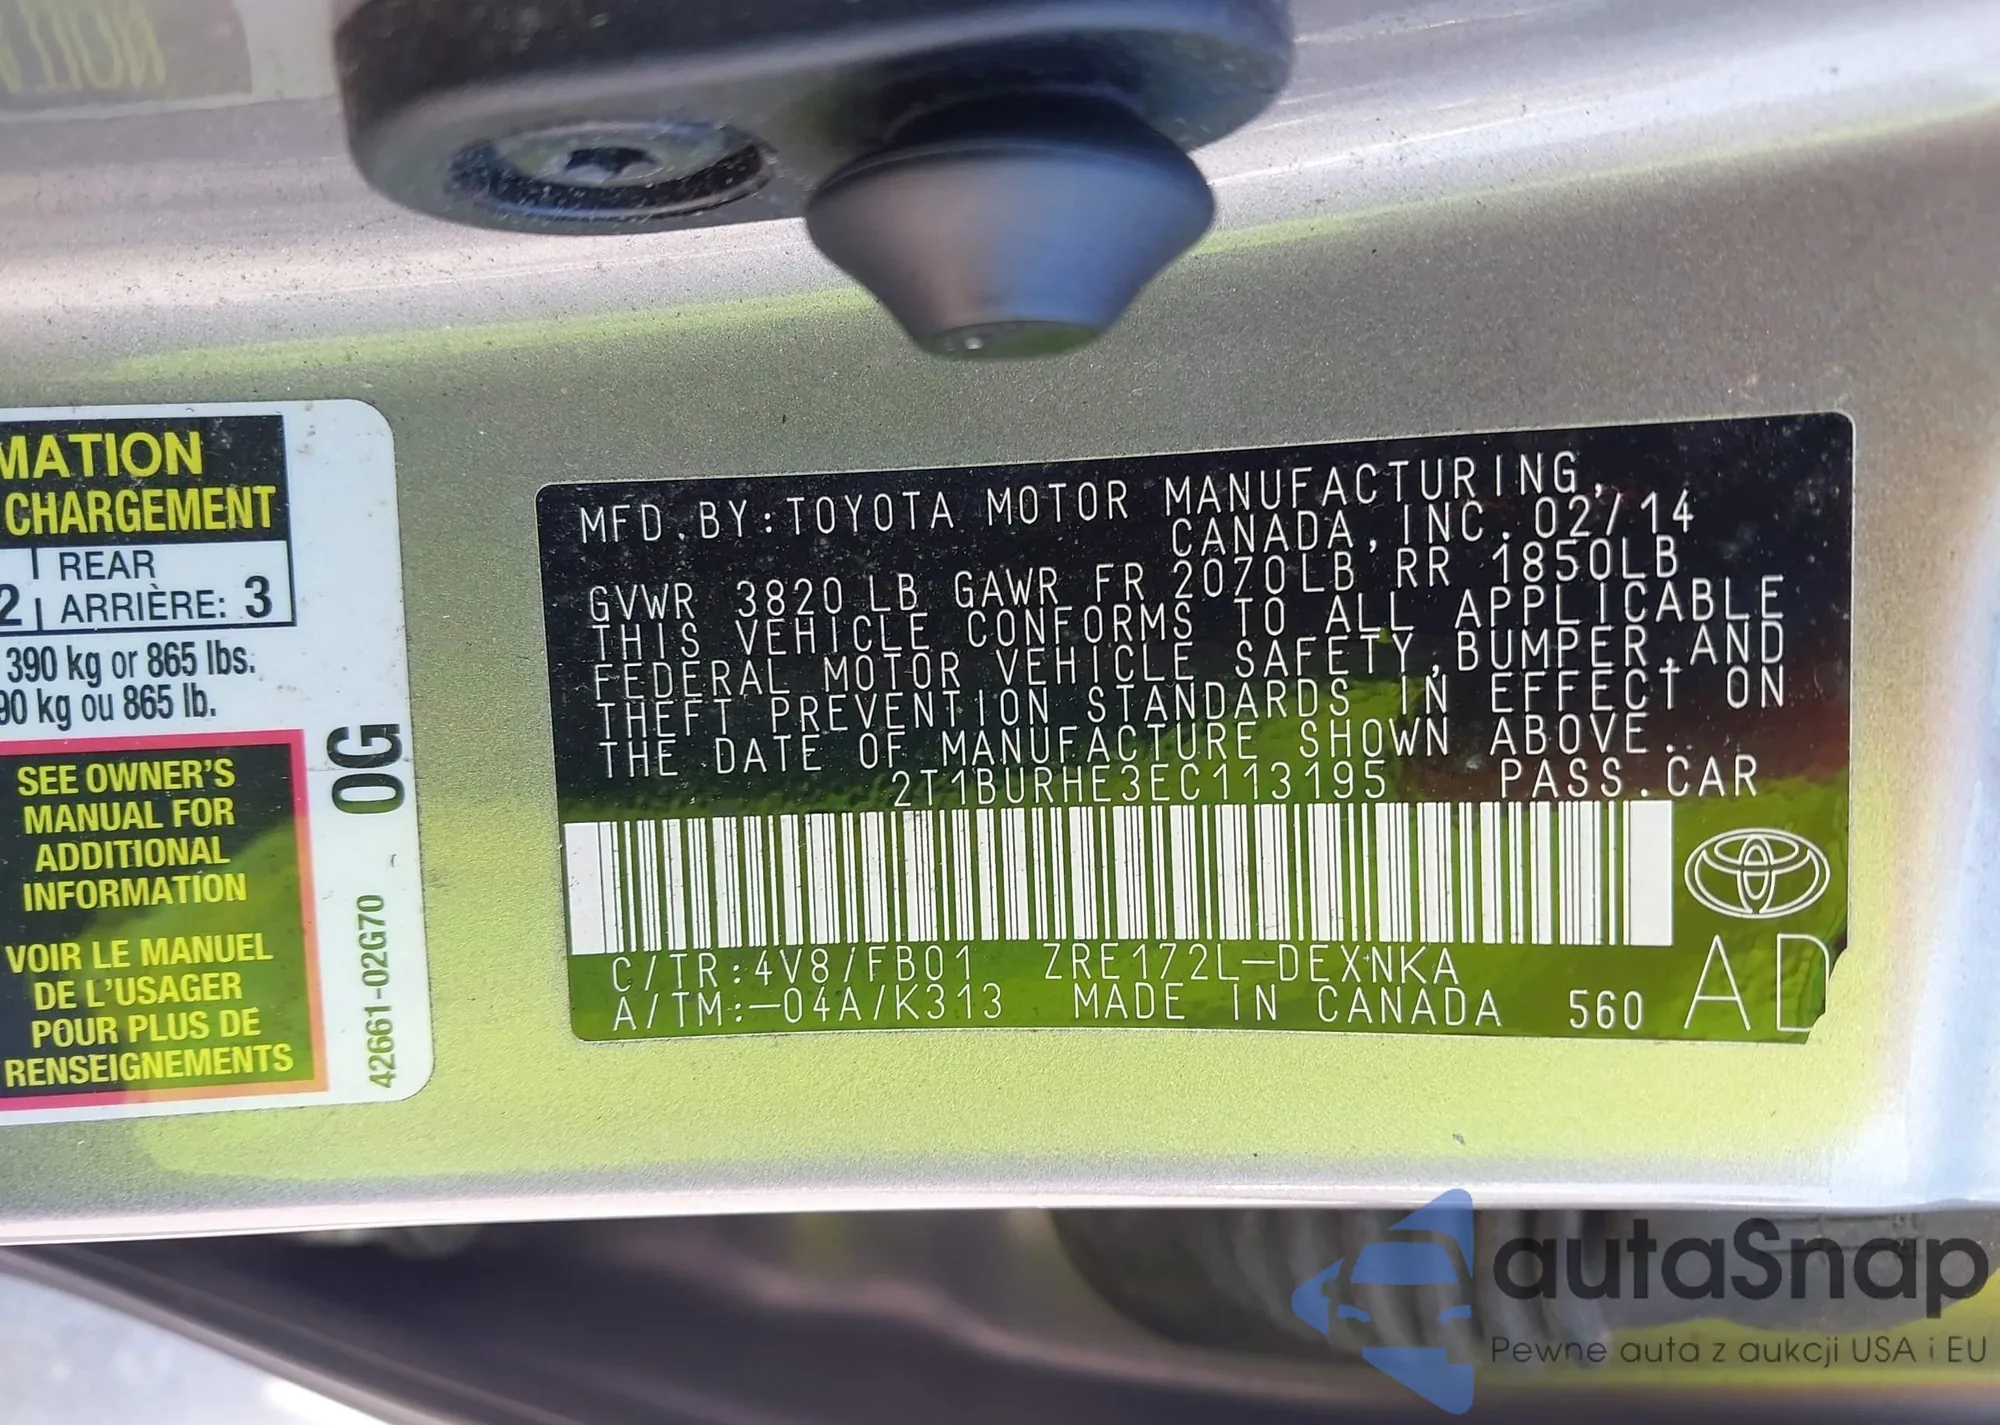 MATION
CHARGEMENT
2 | REAR
ARRIÈRE: 3
390 kg or 865 lbs.
90 kg ou 865 lb.
SEE OWNER'S
MANUAL FOR
ADDITIONAL
INFORMATION
VOIR LE MANUEL
DE L'USAGER
POUR PLUS DE
RENSEIGNEMENTS
0G
42661-02G70
MFD.BY:TOYOTA MOTOR MANUFACTURING,
CANADA,INC.02/14
GVWR 3820 LB GAWR FR 2070LB RR 1850LB
THIS VEHICLE CONFORMS TO ALL APPLICABLE
FEDERAL MOTOR VEHICLE SAFETY,BUMPER,AND
THEFT PREVENTION STANDARDS IN EFFECT ON
THE DATE OF MANUFACTURE SHOWN ABOVE.
2T1BURHE3EC113195 PASS.CAR
C/TR:4V8/FB01 ZRE172L-DEXNKA
A/TM:-04A/K313 MADE IN CANADA 560
AD
autaSnap
Pewne auta z aukcji USA i EU